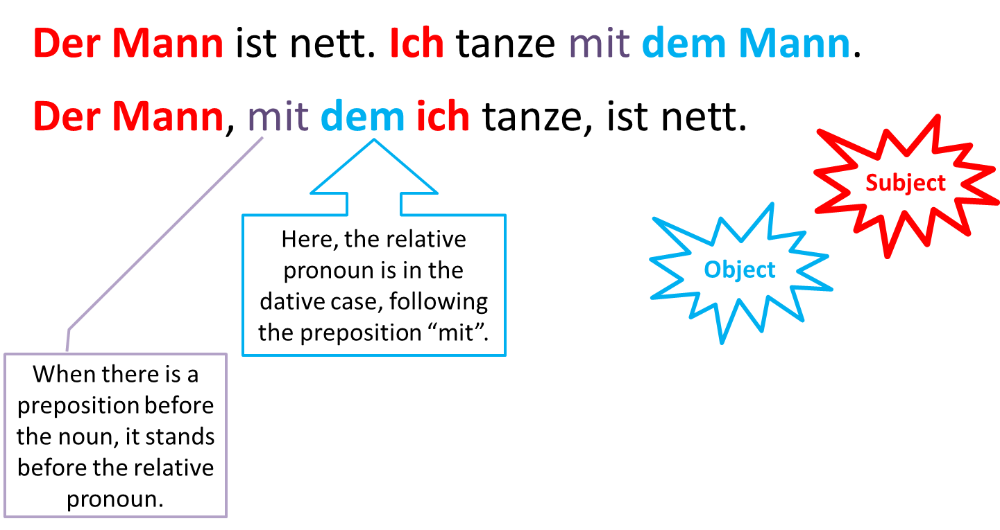 Der Mann ist nett. Ich tanze mit dem Mann.
Der Mann, mit dem ich tanze, ist nett.
Subject
Object
Here, the relative
pronoun is in the
dative case, following
the preposition “mit”.
When there is a
preposition before
the noun, it stands
before the relative
pronoun.